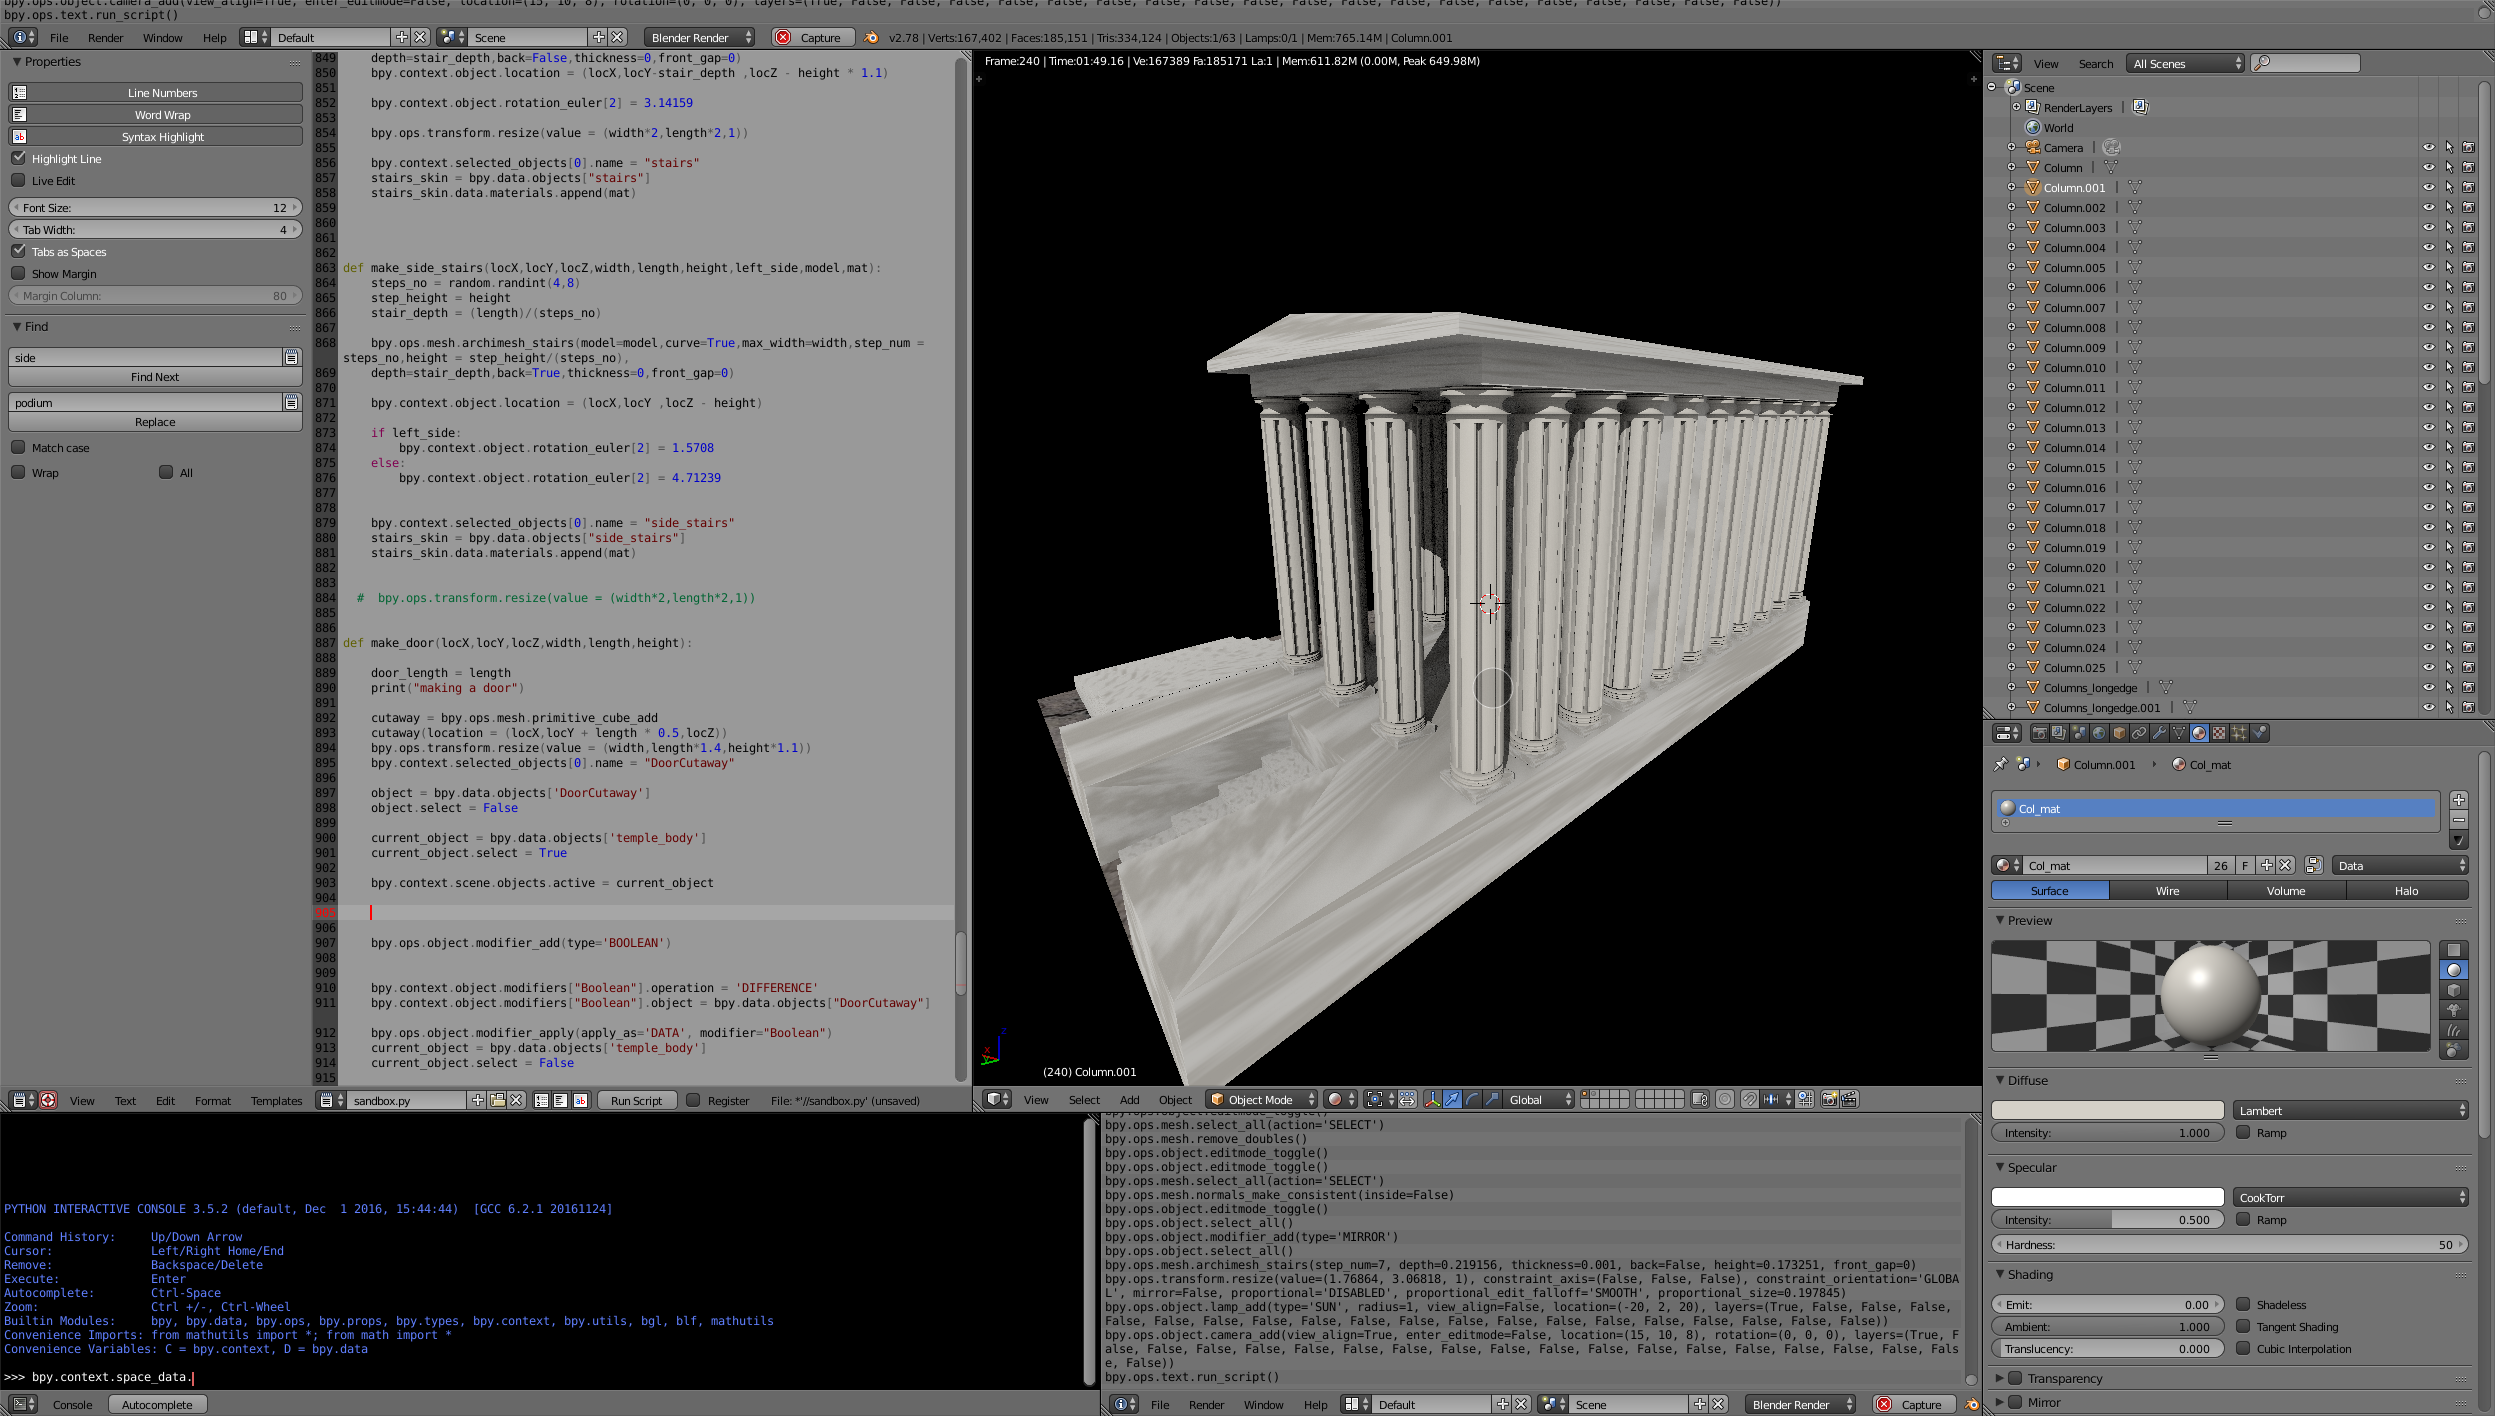 bpy.ops.object.camera_add(view_align=True, enter_editmode=False, location=(15, 10, 8), rotation=(0, 0, 0), layers=(True, False, False, False, False, False, False, False, False, False, False, False, False, False, False, False, False, False, False, False))
bpy.ops.text.run_script()
File Render Window Help Default Scene Blender Render Capture v2.78 | Verts:167,402 | Faces:185,151 | Tris:334,124 | Objects:1/63 | Lamps:0/1 | Mem:765.14M | Column.001
Properties
Line Numbers
Word Wrap
Syntax Highlight
Highlight Line
Live Edit
Font Size: 12
Tab Width: 4
Tabs as Spaces
Show Margin
Margin Column: 80
Find
side
Find Next
podium
Replace
Match case
Wrap All
849 depth=stair_depth,back=False,thickness=0,front_gap=0)
850 bpy.context.object.location = (locX,locY-stair_depth ,locZ - height * 1.1)
851
852 bpy.context.object.rotation_euler[2] = 3.14159
853
854 bpy.ops.transform.resize(value = (width*2,length*2,1))
855
856 bpy.context.selected_objects[0].name = "stairs"
857 stairs_skin = bpy.data.objects["stairs"]
858 stairs_skin.data.materials.append(mat)
859
860
861
862
863 def make_side_stairs(locX,locY,locZ,width,length,height,left_side,model,mat):
864 steps_no = random.randint(4,8)
865 step_height = height
866 stair_depth = (length)/(steps_no)
867
868 bpy.ops.mesh.archimesh_stairs(model=model,curve=True,max_width=width,step_num =
steps_no,height = step_height/(steps_no),
869 depth=stair_depth,back=True,thickness=0,front_gap=0)
870
871 bpy.context.object.location = (locX,locY ,locZ - height)
872
873 if left_side:
874 bpy.context.object.rotation_euler[2] = 1.5708
875 else:
876 bpy.context.object.rotation_euler[2] = 4.71239
877
878
879 bpy.context.selected_objects[0].name = "side_stairs"
880 stairs_skin = bpy.data.objects["side_stairs"]
881 stairs_skin.data.materials.append(mat)
882
883
884 # bpy.ops.transform.resize(value = (width*2,length*2,1))
885
886
887 def make_door(locX,locY,locZ,width,length,height):
888
889 door_length = length
890 print("making a door")
891
892 cutaway = bpy.ops.mesh.primitive_cube_add
893 cutaway(location = (locX,locY + length * 0.5,locZ))
894 bpy.ops.transform.resize(value = (width,length*1.4,height*1.1))
895 bpy.context.selected_objects[0].name = "DoorCutaway"
896
897 object = bpy.data.objects['DoorCutaway']
898 object.select = False
899
900 current_object = bpy.data.objects['temple_body']
901 current_object.select = True
902
903 bpy.context.scene.objects.active = current_object
904
905
906
907 bpy.ops.object.modifier_add(type='BOOLEAN')
908
909
910 bpy.context.object.modifiers["Boolean"].operation = 'DIFFERENCE'
911 bpy.context.object.modifiers["Boolean"].object = bpy.data.objects["DoorCutaway"]
912 bpy.ops.object.modifier_apply(apply_as='DATA', modifier="Boolean")
913 current_object = bpy.data.objects['temple_body']
914 current_object.select = False
915
View Text Edit Format Templates sandbox.py Run Script Register File: *'//sandbox.py' (unsaved)
Frame:240 | Time:01:49.16 | Ve:167389 Fa:185171 La:1 | Mem:611.82M (0.00M, Peak 649.98M)
(240) Column.001
View Select Add Object Object Mode Global
PYTHON INTERACTIVE CONSOLE 3.5.2 (default, Dec 1 2016, 15:44:44) [GCC 6.2.1 20161124]
Command History: Up/Down Arrow
Cursor: Left/Right Home/End
Remove: Backspace/Delete
Execute: Enter
Autocomplete: Ctrl-Space
Zoom: Ctrl +/-, Ctrl-Wheel
Builtin Modules: bpy, bpy.data, bpy.ops, bpy.props, bpy.types, bpy.context, bpy.utils, bgl, blf, mathutils
Convenience Imports: from mathutils import *; from math import *
Convenience Variables: C = bpy.context, D = bpy.data
>>> bpy.context.space_data.
Console Autocomplete
bpy.ops.object.editmode_toggle()
bpy.ops.mesh.select_all(action='SELECT')
bpy.ops.mesh.remove_doubles()
bpy.ops.object.editmode_toggle()
bpy.ops.object.editmode_toggle()
bpy.ops.mesh.select_all(action='SELECT')
bpy.ops.mesh.normals_make_consistent(inside=False)
bpy.ops.object.editmode_toggle()
bpy.ops.object.select_all()
bpy.ops.object.modifier_add(type='MIRROR')
bpy.ops.object.select_all()
bpy.ops.mesh.archimesh_stairs(step_num=7, depth=0.219156, thickness=0.001, back=False, height=0.173251, front_gap=0)
bpy.ops.transform.resize(value=(1.76864, 3.06818, 1), constraint_axis=(False, False, False), constraint_orientation='GLOBA
L', mirror=False, proportional='DISABLED', proportional_edit_falloff='SMOOTH', proportional_size=0.197845)
bpy.ops.object.lamp_add(type='SUN', radius=1, view_align=False, location=(-20, 2, 20), layers=(True, False, False, False,
False, False, False, False, False, False, False, False, False, False, False, False, False, False, False, False))
bpy.ops.object.camera_add(view_align=True, enter_editmode=False, location=(15, 10, 8), rotation=(0, 0, 0), layers=(True, F
alse, False, False, False, False, False, False, False, False, False, False, False, False, False, False, False, False, Fals
e, False))
bpy.ops.text.run_script()
File Render Window Help Default Scene Blender Render Capture
View Search All Scenes
Scene
RenderLayers
World
Camera
Column
Column.001
Column.002
Column.003
Column.004
Column.005
Column.006
Column.007
Column.008
Column.009
Column.010
Column.011
Column.012
Column.013
Column.014
Column.015
Column.016
Column.017
Column.018
Column.019
Column.020
Column.021
Column.022
Column.023
Column.024
Column.025
Columns_longedge
Columns_longedge.001
Column.001 Col_mat
Col_mat
Col_mat 26 F Data
Surface Wire Volume Halo
Preview
Diffuse
Lambert
Intensity: 1.000 Ramp
Specular
CookTorr
Intensity: 0.500 Ramp
Hardness: 50
Shading
Emit: 0.00 Shadeless
Ambient: 1.000 Tangent Shading
Translucency: 0.000 Cubic Interpolation
Transparency
Mirror